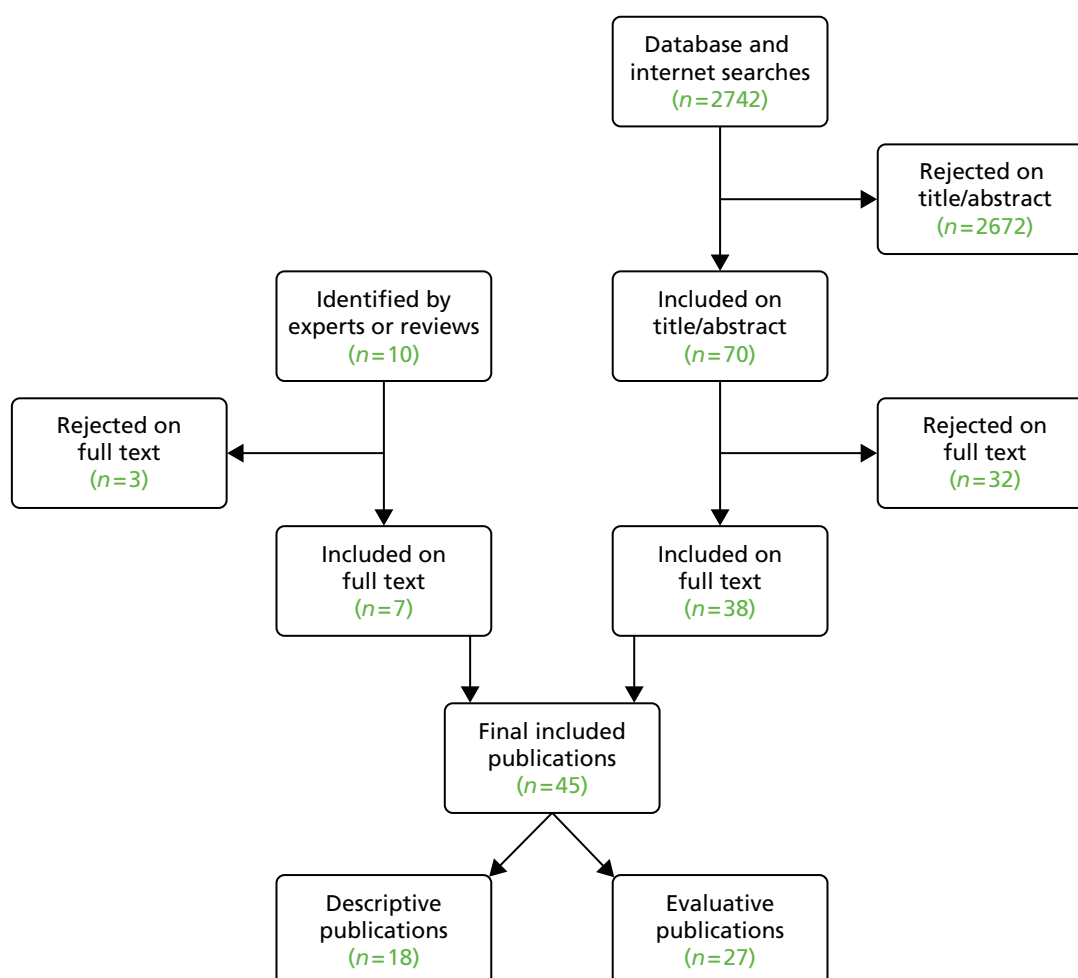 Database and
internet searches
(n=2742)
Rejected on
title/abstract
(n=2672)
Identified by
experts or reviews
(n=10)
Included on
title/abstract
(n=70)
Rejected on
full text
(n=3)
Rejected on
full text
(n=32)
Included on
full text
(n=7)
Included on
full text
(n=38)
Final included
publications
(n=45)
Descriptive
publications
(n=18)
Evaluative
publications
(n=27)